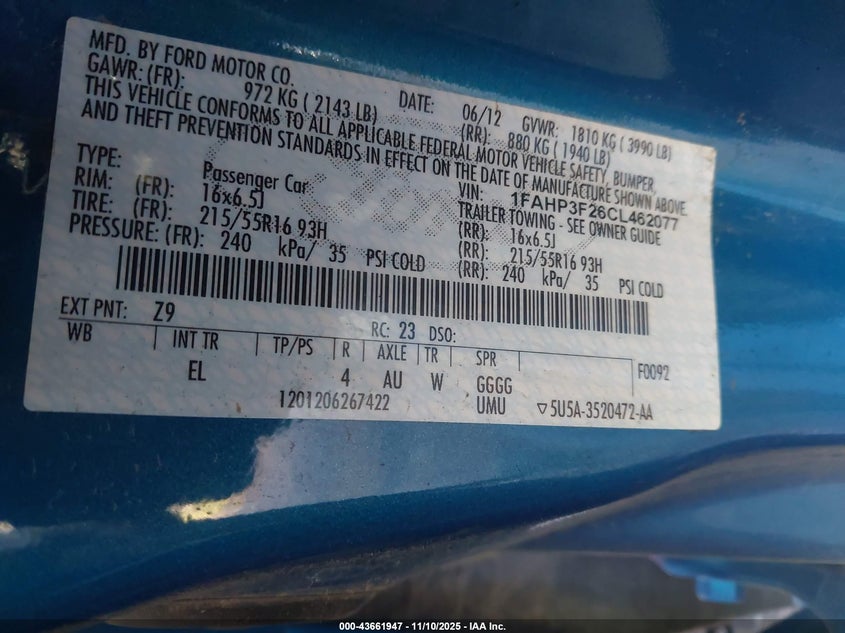 MFD. BY FORD MOTOR CO.
DATE: 06/12 GVWR: 1810 KG ( 3990 LB)
GAWR: (FR): 972 KG ( 2143 LB) (RR): 880 KG ( 1940 LB)
THIS VEHICLE CONFORMS TO ALL APPLICABLE FEDERAL MOTOR VEHICLE SAFETY, BUMPER,
AND THEFT PREVENTION STANDARDS IN EFFECT ON THE DATE OF MANUFACTURE SHOWN ABOVE.
VIN: 1FAHP3F26CL462077
TYPE: Passenger Car TRAILER TOWING - SEE OWNER GUIDE
RIM: (FR): 16x6.5J (RR): 16x6.5J
TIRE: (FR): 215/55R16 93H (RR): 215/55R16 93H
PRESSURE: (FR): 240 kPa/ 35 PSI COLD (RR): 240 kPa/ 35 PSI COLD
EXT PNT: Z9 RC: 23 DSO:
WB INT TR TP/PS R AXLE TR SPR F0092
EL 4 AU W GGGG
1201206267422 UMU ▽5U5A-3520472-AA
000-43661947 - 11/10/2025 - IAA Inc.